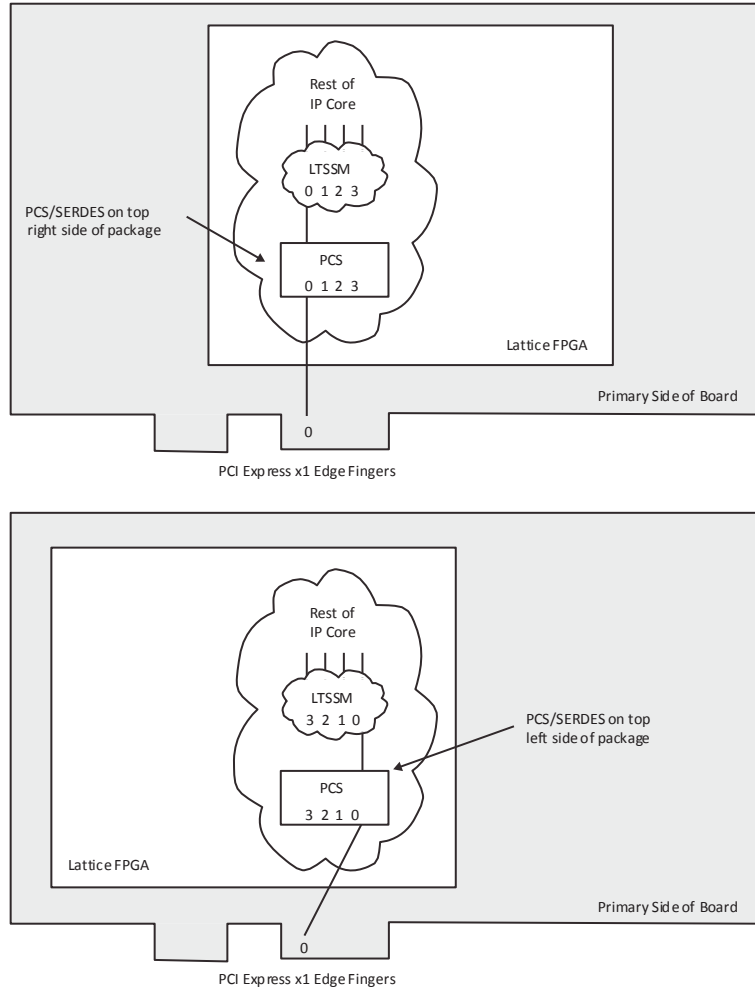 Rest of
IP Core
LTSSM
0 1 2 3
PCS/SERDES on top
right side of package
PCS
0 1 2 3
Lattice FPGA
Primary Side of Board
0
PCI Express x1 Edge Fingers
Rest of
IP Core
LTSSM
3 2 1 0
PCS/SERDES on top
left side of package
PCS
3 2 1 0
Lattice FPGA
Primary Side of Board
0
PCI Express x1 Edge Fingers